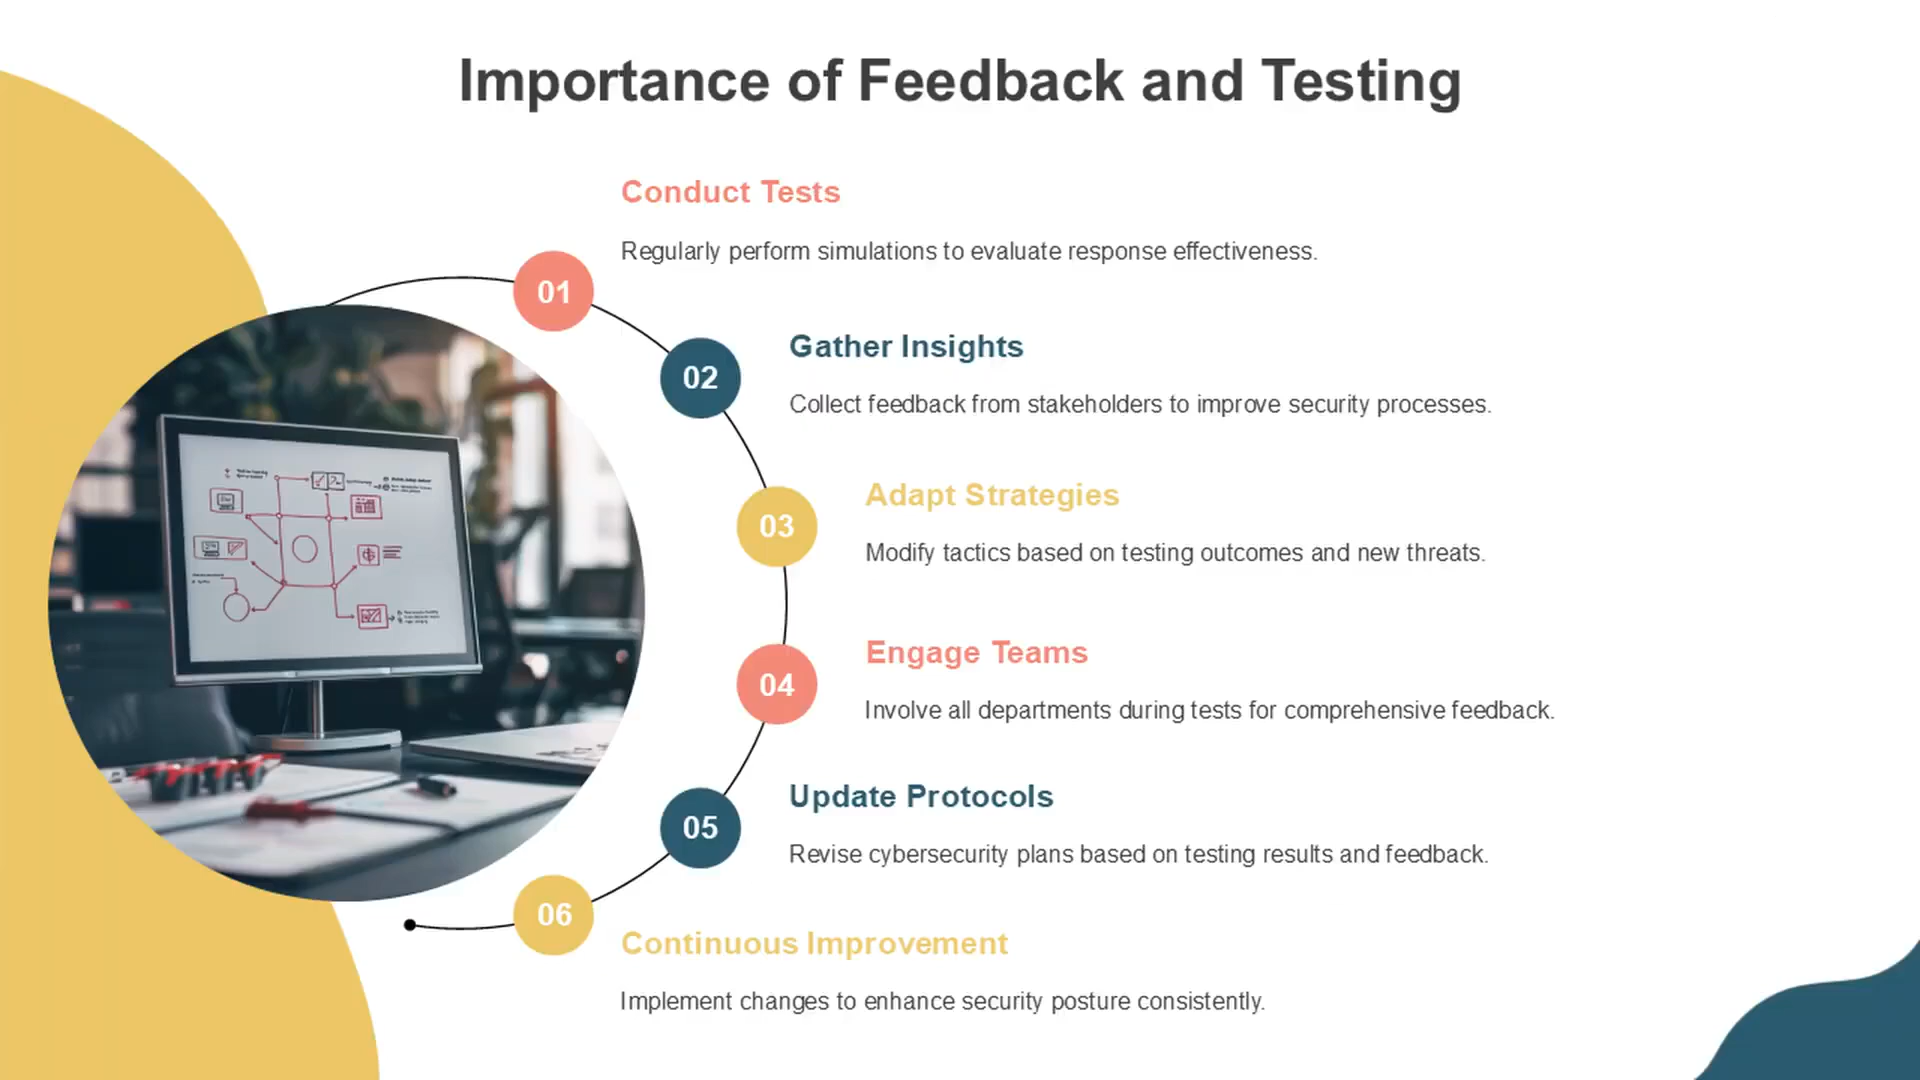 Importance of Feedback and Testing
01
Conduct Tests
Regularly perform simulations to evaluate response effectiveness.
02
Gather Insights
Collect feedback from stakeholders to improve security processes.
03
Adapt Strategies
Modify tactics based on testing outcomes and new threats.
04
Engage Teams
Involve all departments during tests for comprehensive feedback.
05
Update Protocols
Revise cybersecurity plans based on testing results and feedback.
06
Continuous Improvement
Implement changes to enhance security posture consistently.